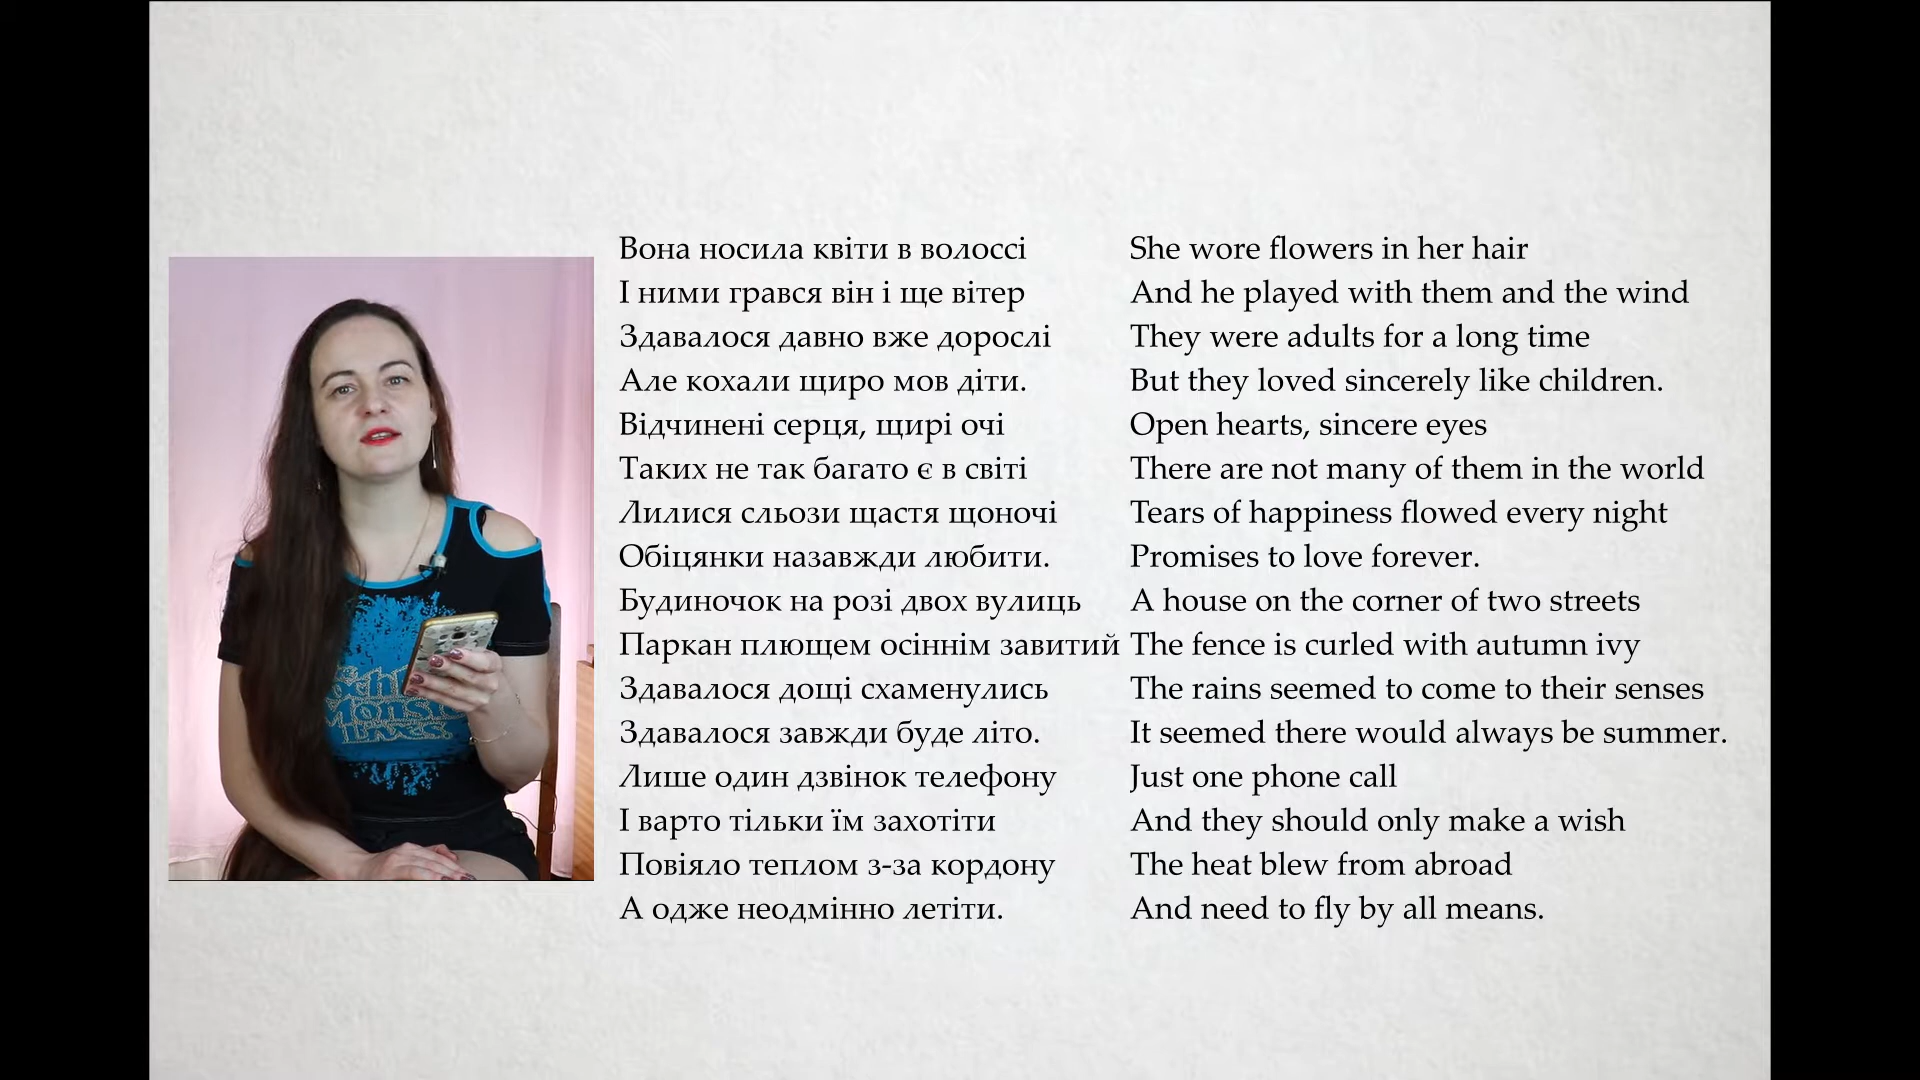 Вона носила квіти в волоссі
І ними грався він і ще вітер
Здавалося давно вже дорослі
Але кохали щиро мов діти.
Відчинені серця, щирі очі
Таких не так багато є в світі
Лилися сльози щастя щоночі
Обіцянки назавжди любити.
Будиночок на розі двох вулиць
Паркан плющем осіннім завитий
Здавалося дощі схаменулись
Здавалося завжди буде літо.
Лише один дзвінок телефону
І варто тільки їм захотіти
Повіяло теплом з-за кордону
А одже неодмінно летіти.
She wore flowers in her hair
And he played with them and the wind
They were adults for a long time
But they loved sincerely like children.
Open hearts, sincere eyes
There are not many of them in the world
Tears of happiness flowed every night
Promises to love forever.
A house on the corner of two streets
The fence is curled with autumn ivy
The rains seemed to come to their senses
It seemed there would always be summer.
Just one phone call
And they should only make a wish
The heat blew from abroad
And need to fly by all means.